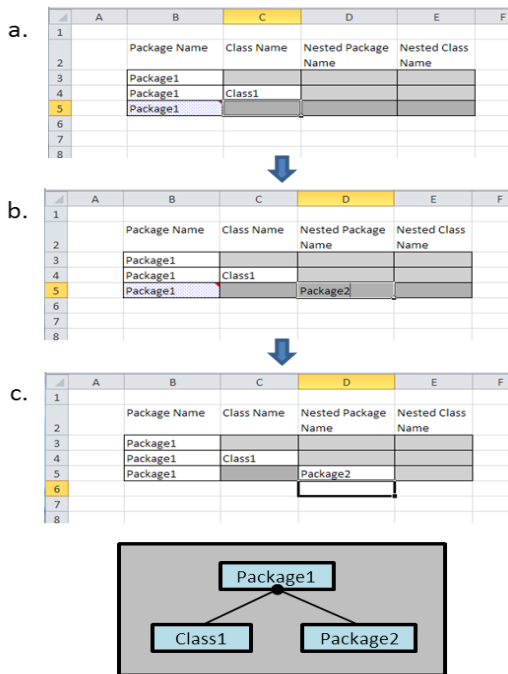 a.
A B C D E F
1
2 Package Name Class Name Nested Package Name Nested Class Name
3 Package1
4 Package1 Class1
5 Package1
6
7
8
b.
A B C D E F
1
2 Package Name Class Name Nested Package Name Nested Class Name
3 Package1
4 Package1 Class1
5 Package1 Package2
6
7
8
c.
A B C D E F
1
2 Package Name Class Name Nested Package Name Nested Class Name
3 Package1
4 Package1 Class1
5 Package1 Package2
6
7
8
Package1
Class1 Package2